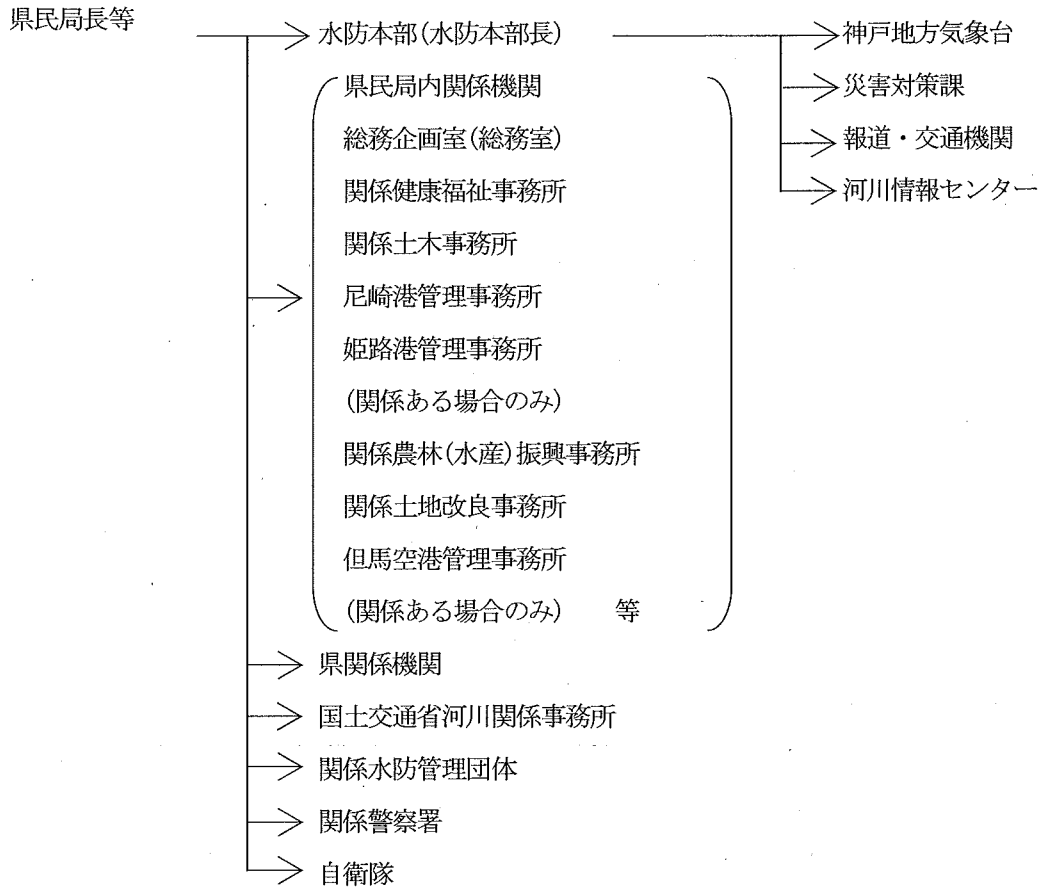 県民局長等
水防本部(水防本部長)
神戸地方気象台
災害対策課
報道・交通機関
河川情報センター
県民局内関係機関
総務企画室(総務室)
関係健康福祉事務所
関係土木事務所
尼崎港管理事務所
姫路港管理事務所
(関係ある場合のみ)
関係農林(水産)振興事務所
関係土地改良事務所
但馬空港管理事務所
(関係ある場合のみ) 等
県関係機関
国土交通省河川関係事務所
関係水防管理団体
関係警察署
自衛隊